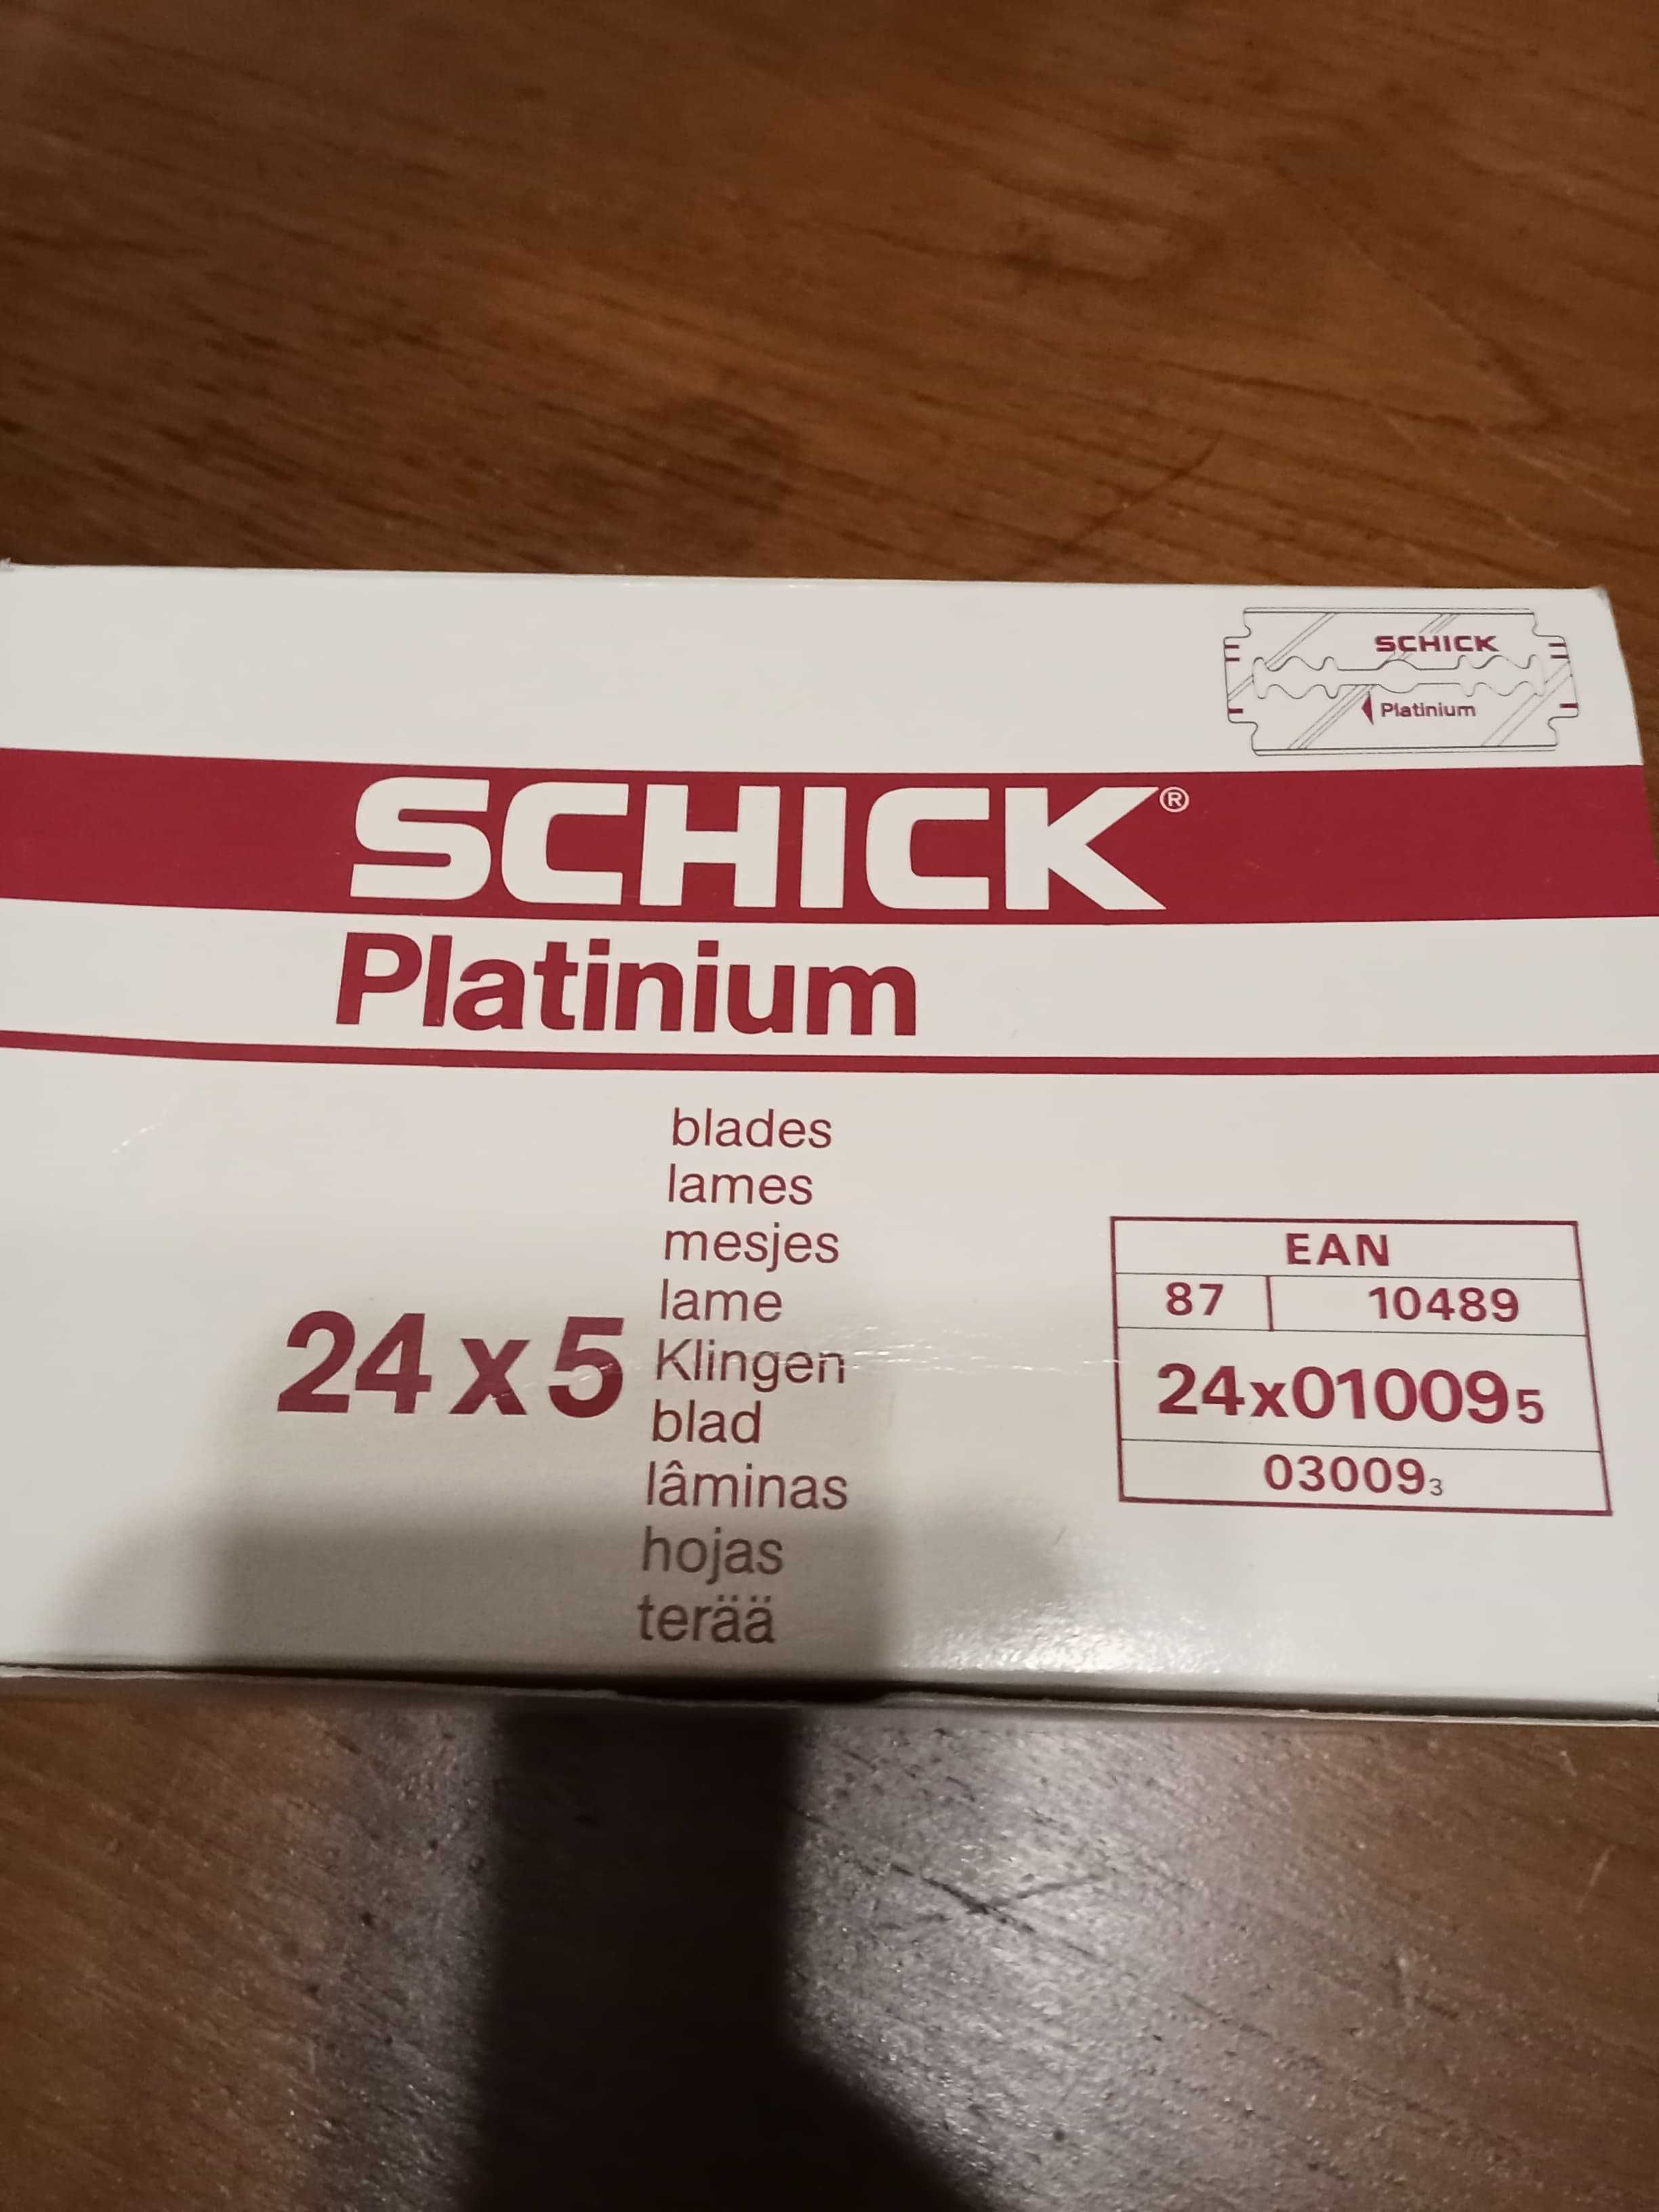 SCHICK
Platinium
SCHICK®
Platinium
blades
lames
mesjes
lame
24 x 5 Klingen
blad
lâminas
hojas
terää
EAN
87 10489
24x010095
030093